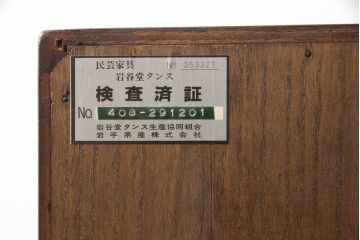 民芸家具 № 053321
岩谷堂タンス
検査済証
No. 408-291201
岩谷堂タンス生産協同組合
岩手県産株式会社